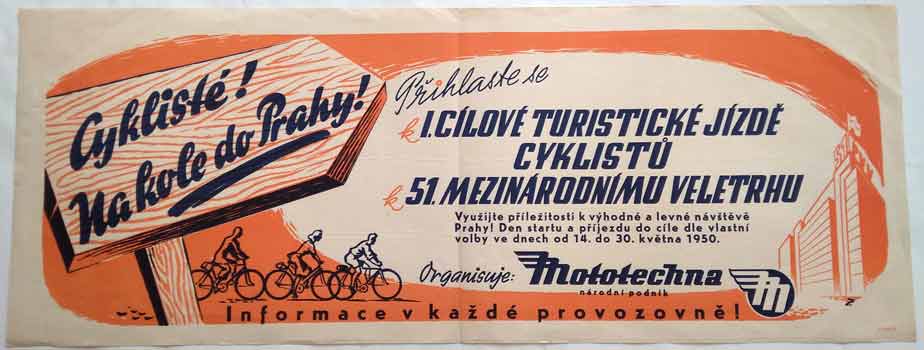 Cyklisté!
Na kole do Prahy!
Přihlaste se
k I. CÍLOVÉ TURISTICKÉ JÍZDĚ
CYKLISTŮ
k 51. MEZINÁRODNÍMU VELETRHU
Využijte příležitosti k výhodné a levné návštěvě
Prahy! Den startu a příjezdu do cíle dle vlastní
volby ve dnech od 14. do 30. května 1950.
Organisuje: Mototechna
národní podnik
M
Informace v každé provozovně!